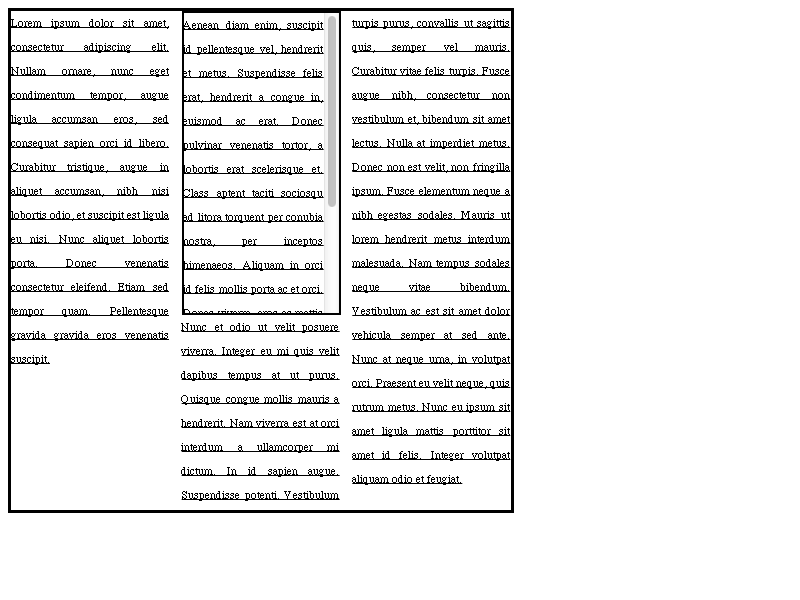 Lorem ipsum dolor sit amet,
consectetur adipiscing elit.
Nullam ornare, nunc eget
condimentum tempor, augue
ligula accumsan eros, sed
consequat sapien orci id libero.
Curabitur tristique, augue in
aliquet accumsan, nibh nisi
lobortis odio, et suscipit est ligula
eu nisi. Nunc aliquet lobortis
porta. Donec venenatis
consectetur eleifend. Etiam sed
tempor quam. Pellentesque
gravida gravida eros venenatis
suscipit.
Aenean diam enim, suscipit
id pellentesque vel, hendrerit
et metus. Suspendisse felis
erat, hendrerit a congue in,
euismod ac erat. Donec
pulvinar venenatis tortor, a
lobortis erat scelerisque et.
Class aptent taciti sociosqu
ad litora torquent per conubia
nostra, per inceptos
himenaeos. Aliquam in orci
id felis mollis porta ac et orci.
Donec viverra, eros ac mattis
Nunc et odio ut velit posuere
viverra. Integer eu mi quis velit
dapibus tempus at ut purus.
Quisque congue mollis mauris a
hendrerit. Nam viverra est at orci
interdum a ullamcorper mi
dictum. In id sapien augue.
Suspendisse potenti. Vestibulum
turpis purus, convallis ut sagittis
quis, semper vel mauris.
Curabitur vitae felis turpis. Fusce
augue nibh, consectetur non
vestibulum et, bibendum sit amet
lectus. Nulla at imperdiet metus.
Donec non est velit, non fringilla
ipsum. Fusce elementum neque a
nibh egestas sodales. Mauris ut
lorem hendrerit metus interdum
malesuada. Nam tempus sodales
neque vitae bibendum.
Vestibulum ac est sit amet dolor
vehicula semper at sed ante.
Nunc at neque urna, in volutpat
orci. Praesent eu velit neque, quis
rutrum metus. Nunc eu ipsum sit
amet ligula mattis porttitor sit
amet id felis. Integer volutpat
aliquam odio et feugiat.